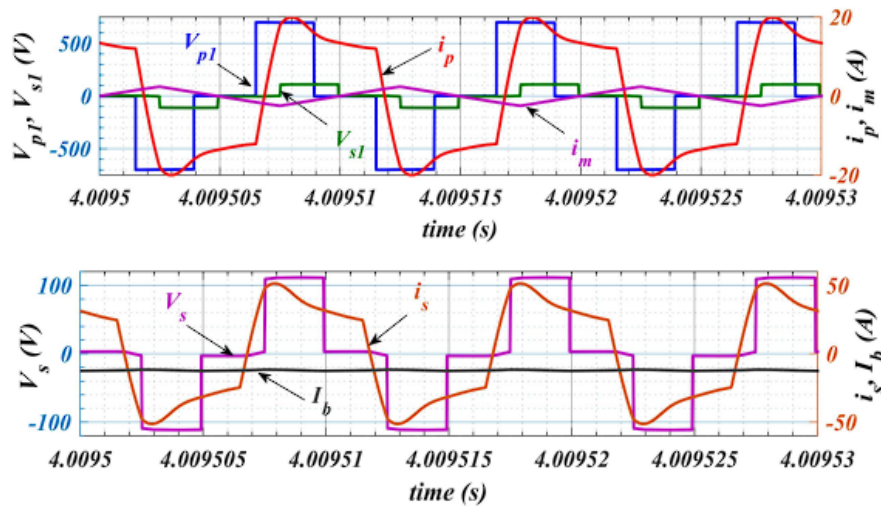 V_p1, V_s1 (V)
500
0
-500
V_p1
i_p
V_s1
i_m
20
0
-20
i_p, i_m (A)
4.0095 4.009505 4.00951 4.009515 4.00952 4.009525 4.00953
time (s)
V_s (V)
100
0
-100
V_s
i_s
I_b
50
0
-50
i_s, I_b (A)
4.0095 4.009505 4.00951 4.009515 4.00952 4.009525 4.00953
time (s)